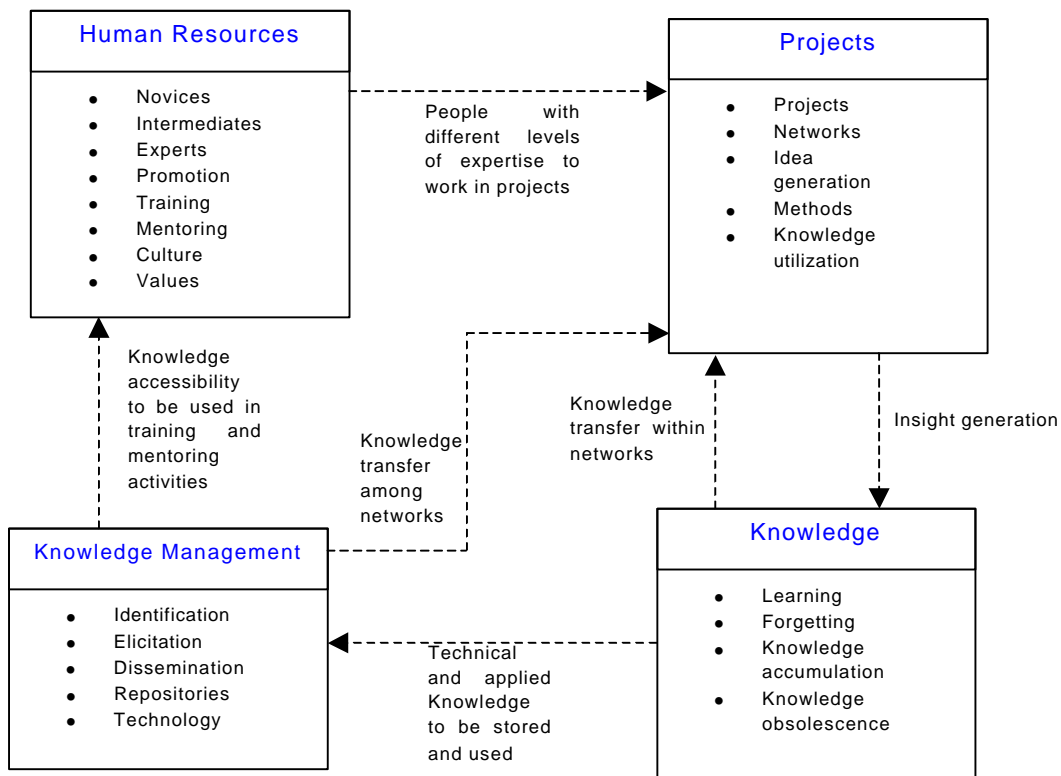 Human Resources
Novices
Intermediates
Experts
Promotion
Training
Mentoring
Culture
Values
People with
different levels
of expertise to
work in projects
Projects
Projects
Networks
Idea
generation
Methods
Knowledge
utilization
Knowledge
accessibility
to be used in
training and
mentoring
activities
Knowledge
transfer
among
networks
Knowledge
transfer within
networks
Insight generation
Knowledge Management
Identification
Elicitation
Dissemination
Repositories
Technology
Technical
and applied
Knowledge
to be stored
and used
Knowledge
Learning
Forgetting
Knowledge
accumulation
Knowledge
obsolescence